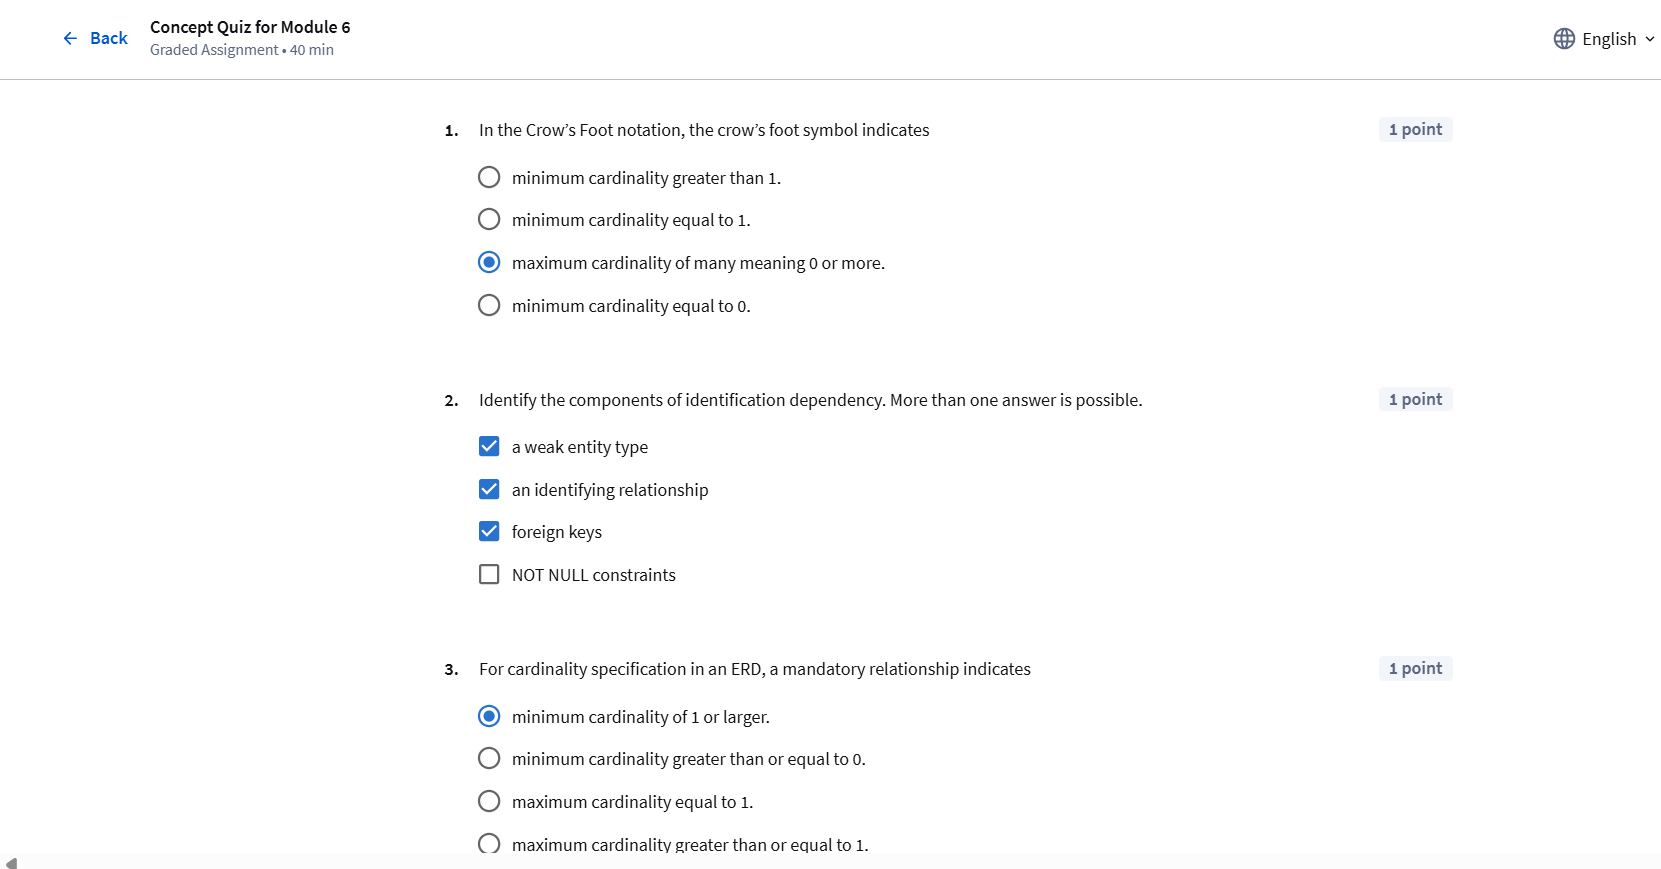 Back
Concept Quiz for Module 6
Graded Assignment • 40 min
English
1. In the Crow’s Foot notation, the crow’s foot symbol indicates
1 point
minimum cardinality greater than 1.
minimum cardinality equal to 1.
maximum cardinality of many meaning 0 or more.
minimum cardinality equal to 0.
2. Identify the components of identification dependency. More than one answer is possible.
1 point
a weak entity type
an identifying relationship
foreign keys
NOT NULL constraints
3. For cardinality specification in an ERD, a mandatory relationship indicates
1 point
minimum cardinality of 1 or larger.
minimum cardinality greater than or equal to 0.
maximum cardinality equal to 1.
maximum cardinality greater than or equal to 1.